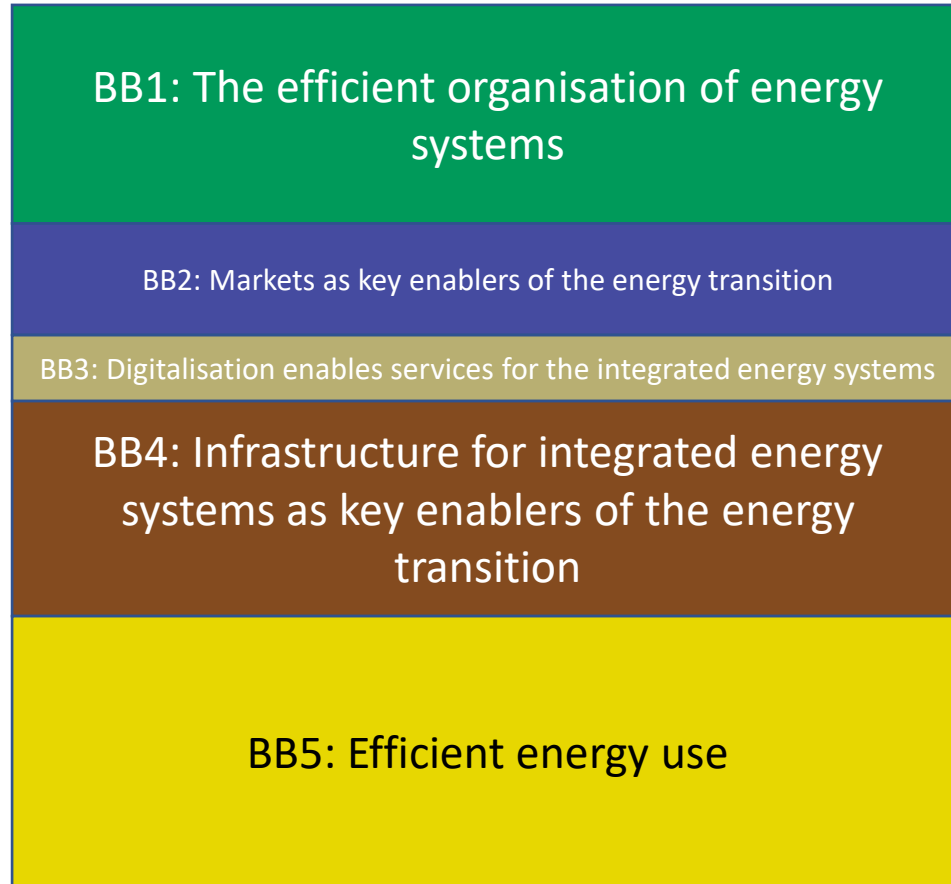 BB1: The efficient organisation of energy
systems
BB2: Markets as key enablers of the energy transition
BB3: Digitalisation enables services for the integrated energy systems
BB4: Infrastructure for integrated energy
systems as key enablers of the energy
transition
BB5: Efficient energy use